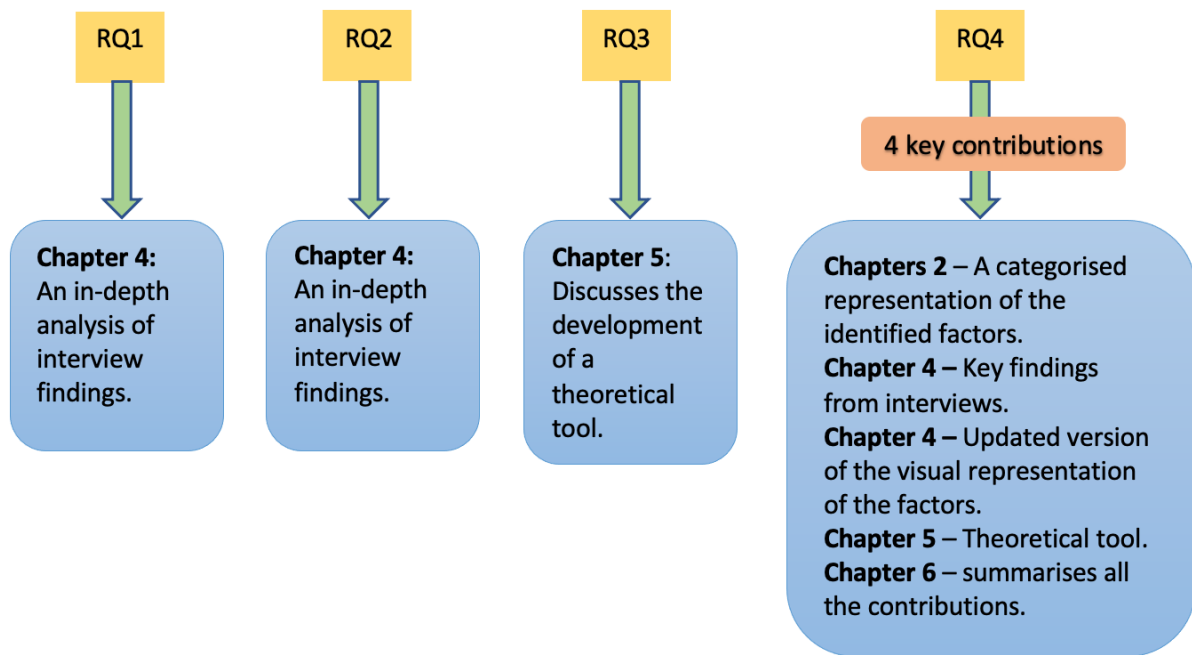 RQ1
RQ2
RQ3
RQ4
4 key contributions
Chapter 4:
An in-depth
analysis of
interview
findings.
Chapter 4:
An in-depth
analysis of
interview
findings.
Chapter 5:
Discusses the
development
of a
theoretical
tool.
Chapters 2 – A categorised
representation of the
identified factors.
Chapter 4 – Key findings
from interviews.
Chapter 4 – Updated version
of the visual representation
of the factors.
Chapter 5 – Theoretical tool.
Chapter 6 – summarises all
the contributions.